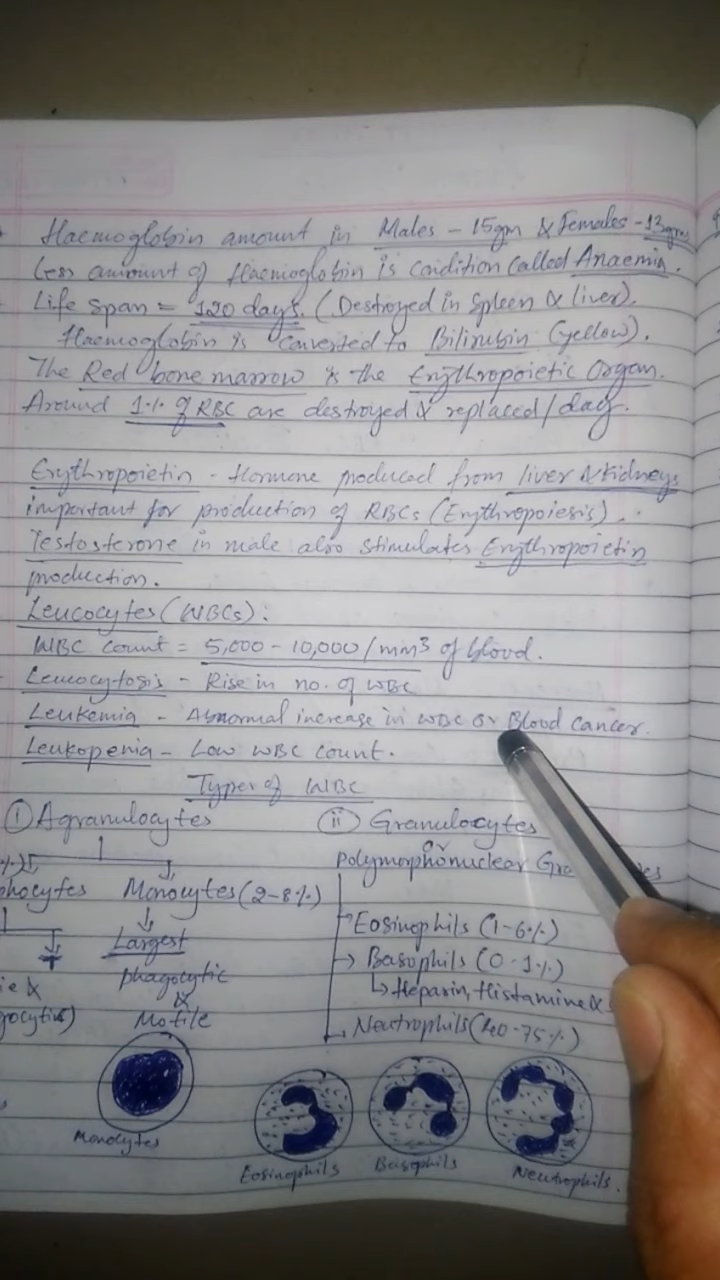 Haemoglobin amount in Males - 15gm & Females - 13gms
Less amount of Haemoglobin is condition called Anaemia.
Life span = 120 days. (Destroyed in Spleen & liver).
Haemoglobin is converted to Bilirubin (yellow).
The Red bone marrow is the Erythropoietic Organ.
Around 1% of RBC are destroyed & replaced/day.
Erythropoietin - Hormone produced from liver & kidneys
important for production of RBCs (Erythropoiesis).
Testosterone in male also stimulates Erythropoietin
production.
Leucocytes (WBCs):
WBC count = 5,000 - 10,000/mm³ of blood.
Leucocytosis - Rise in no. of WBC
Leukemia - Abnormal increase in WBC or Blood cancer.
Leukopenia - Low WBC count.
Types of WBC
① Agranulocytes
ⅱ Granulocytes
or
Polymorphonuclear
%)
phocytes
Monocytes (2-8%)
Largest
phagocytic
&
Motile
Eosinophils (1-6%)
Basophils (0-1%)
Heparin, Histamine &
Neutrophils (40-75%)
Monocytes
Eosinophils
Basophils
Neutrophils.